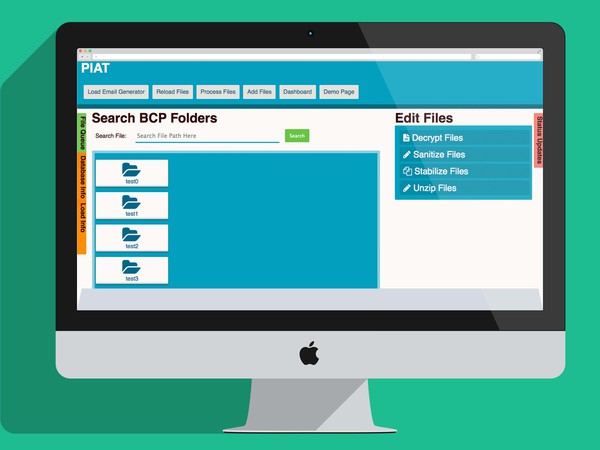 PIAT
Load Email Generator Reload Files Process Files Add Files Dashboard Demo Page
File Queue
Database Info
Load Info
Search BCP Folders
Search File: Search File Path Here Search
test0
test1
test2
test3
Edit Files
Decrypt Files
Sanitize Files
Stabilize Files
Unzip Files
Status Updates